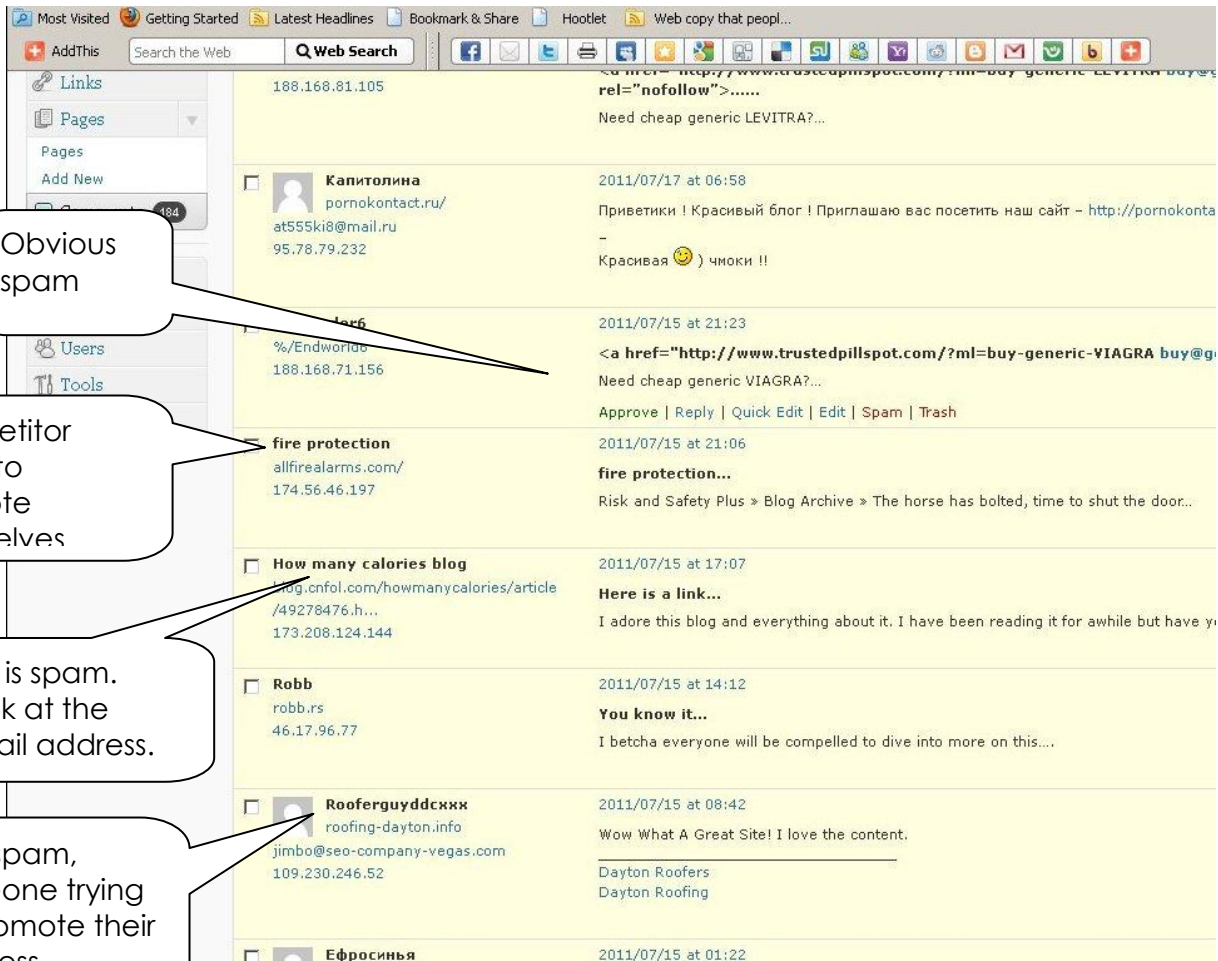 Most Visited Getting Started Latest Headlines Bookmark & Share Hootlet Web copy that peopl...
AddThis Search the Web Web Search
Links
Pages
Pages
Add New
184
Users
Tools
Obvious
spam
etitor
to
ote
elves
is spam.
k at the
ail address.
spam,
one trying
omote their
188.168.81.105
rel="nofollow">......
Need cheap generic LEVITRA?...
Капитолина
pornokontact.ru/
at555ki8@mail.ru
95.78.79.232
2011/07/17 at 06:58
Приветики ! Красивый блог ! Приглашаю вас посетить наш сайт – http://pornokonta
–
Красивая ) чмоки !!
%/Endworld6
188.168.71.156
2011/07/15 at 21:23
<a href="http://www.trustedpillspot.com/?ml=buy-generic-VIAGRA buy@g
Need cheap generic VIAGRA?...
Approve | Reply | Quick Edit | Edit | Spam | Trash
fire protection
allfirealarms.com/
174.56.46.197
2011/07/15 at 21:06
fire protection...
Risk and Safety Plus » Blog Archive » The horse has bolted, time to shut the door...
How many calories blog
blog.cnfol.com/howmanycalories/article
/49278476.h...
173.208.124.144
2011/07/15 at 17:07
Here is a link...
I adore this blog and everything about it. I have been reading it for awhile but have y
Robb
robb.rs
46.17.96.77
2011/07/15 at 14:12
You know it...
I betcha everyone will be compelled to dive into more on this....
Rooferguyddcxxx
roofing-dayton.info
jimbo@seo-company-vegas.com
109.230.246.52
2011/07/15 at 08:42
Wow What A Great Site! I love the content.
Dayton Roofers
Dayton Roofing
Ефросинья
2011/07/15 at 01:22